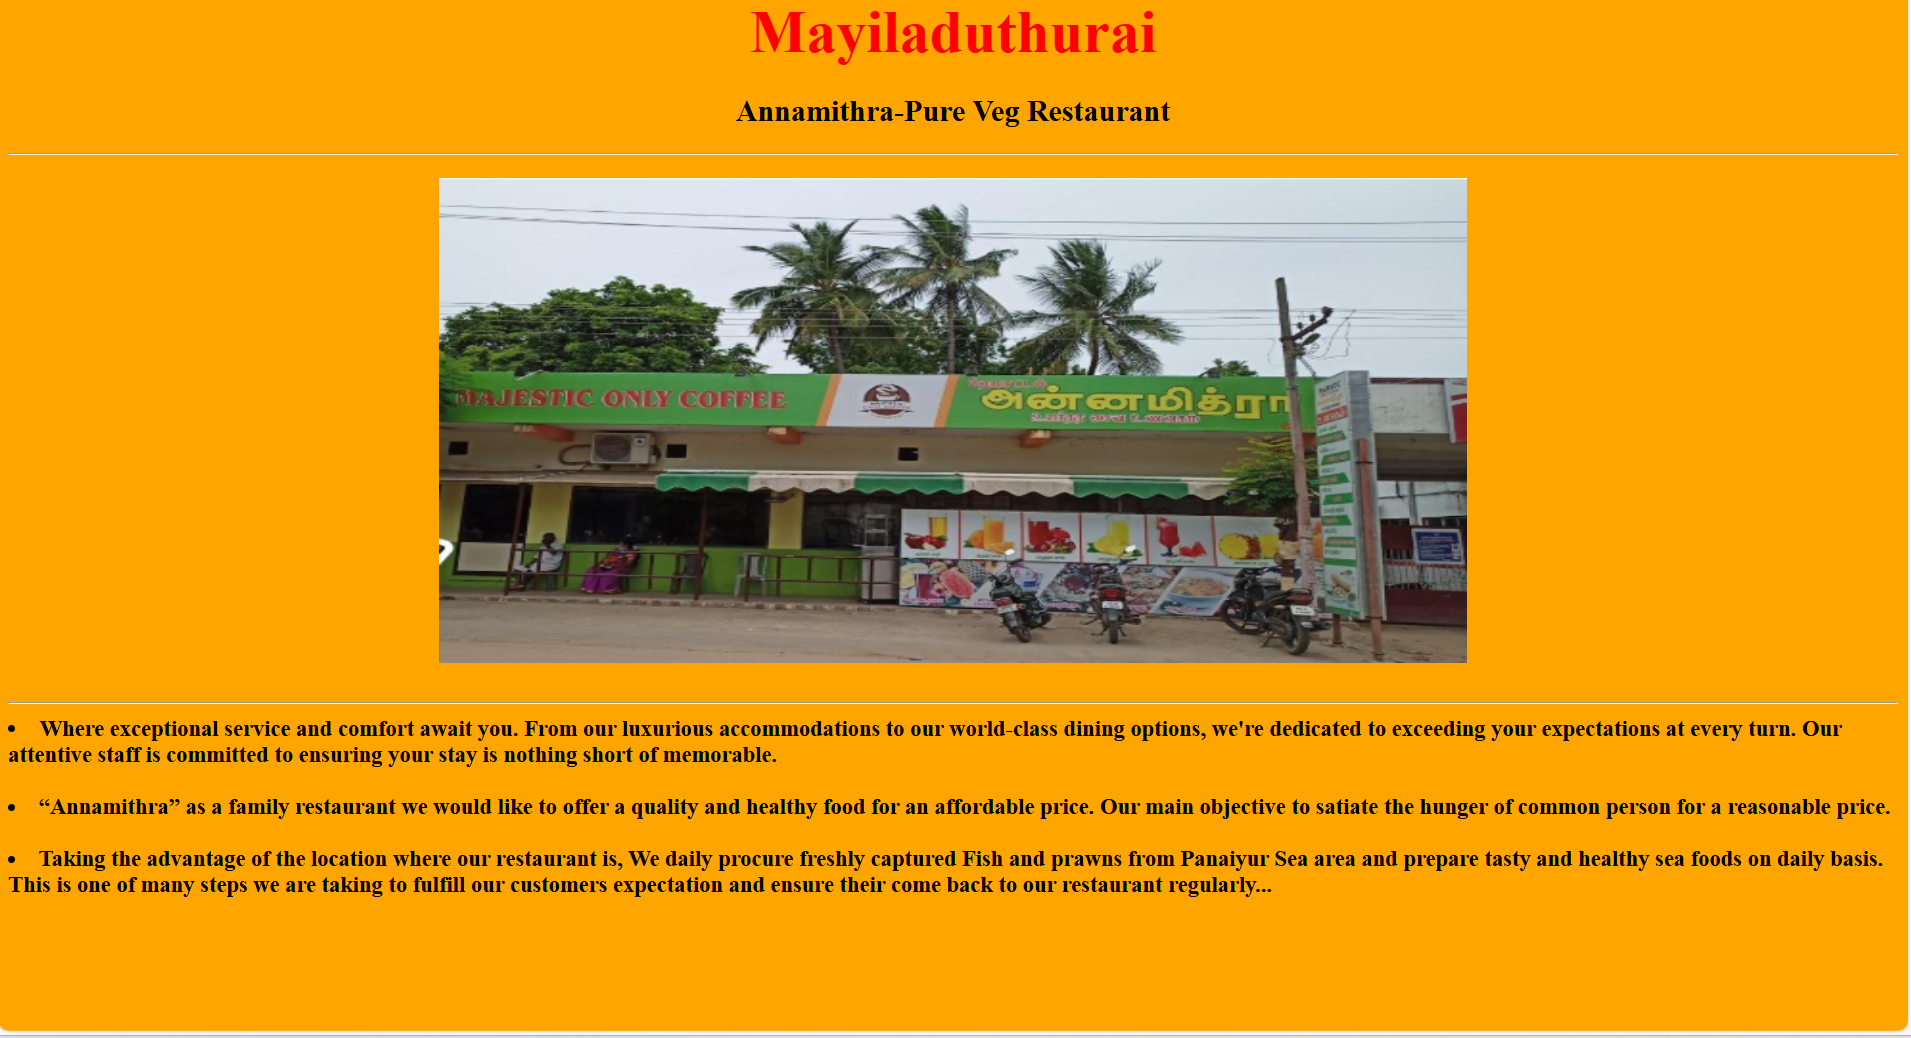 Mayiladuthurai
Annamithra-Pure Veg Restaurant
MAJESTIC ONLY COFFEE
அன்னமித்ரா
• Where exceptional service and comfort await you. From our luxurious accommodations to our world-class dining options, we're dedicated to exceeding your expectations at every turn. Our
attentive staff is committed to ensuring your stay is nothing short of memorable.
• “Annamithra” as a family restaurant we would like to offer a quality and healthy food for an affordable price. Our main objective to satiate the hunger of common person for a reasonable price.
• Taking the advantage of the location where our restaurant is, We daily procure freshly captured Fish and prawns from Panaiyur Sea area and prepare tasty and healthy sea foods on daily basis.
This is one of many steps we are taking to fulfill our customers expectation and ensure their come back to our restaurant regularly...